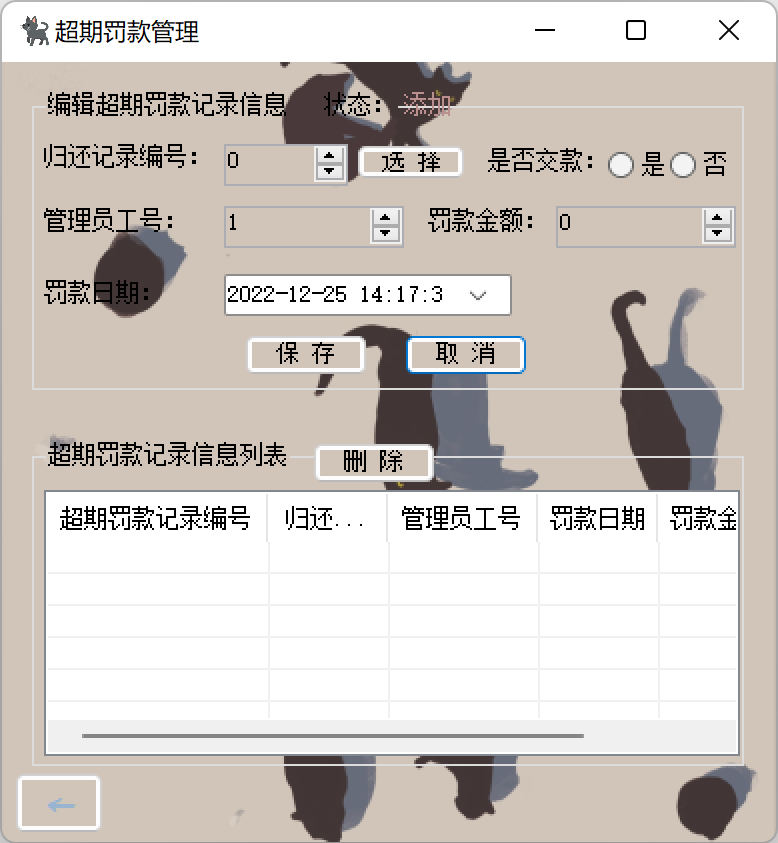 超期罚款管理
编辑超期罚款记录信息 状态： 添加
归还记录编号： 0 选 择 是否交款： 是 否
管理员工号： 1 罚款金额： 0
罚款日期： 2022-12-25 14:17:3
保 存 取 消
超期罚款记录信息列表 删 除
超期罚款记录编号 归还... 管理员工号 罚款日期 罚款金